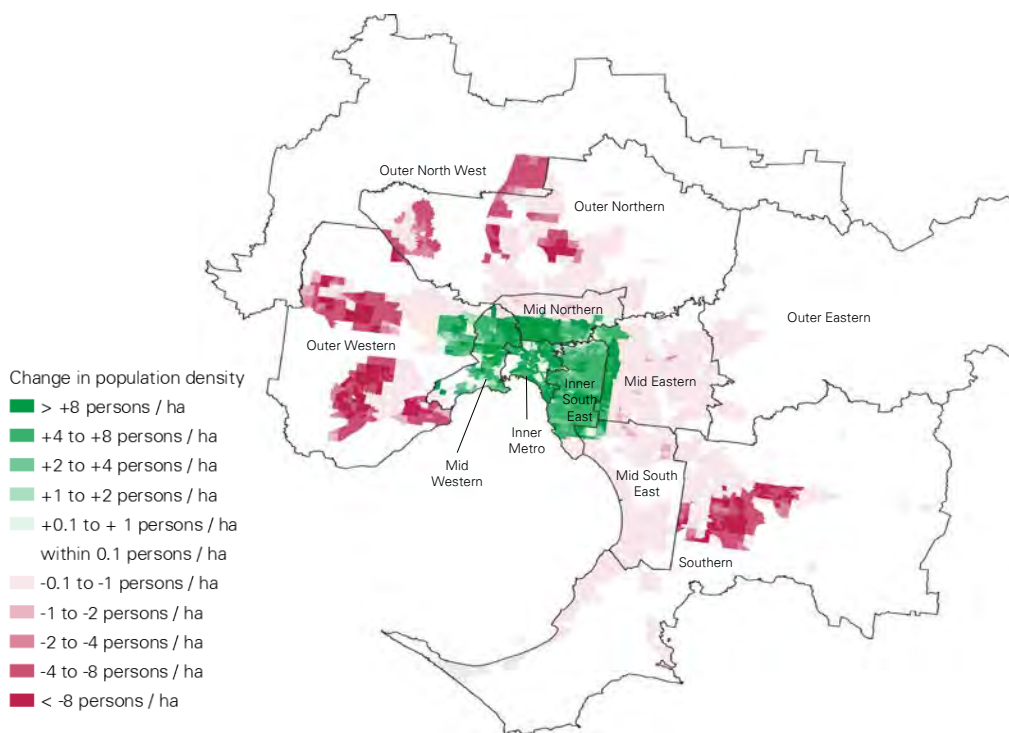 Outer North West
Outer Northern
Mid Northern
Outer Eastern
Outer Western
Mid Eastern
Inner
South
East
Inner
Metro
Mid
Western
Mid South
East
Southern
Change in population density
> +8 persons / ha
+4 to +8 persons / ha
+2 to +4 persons / ha
+1 to +2 persons / ha
+0.1 to + 1 persons / ha
within 0.1 persons / ha
-0.1 to -1 persons / ha
-1 to -2 persons / ha
-2 to -4 persons / ha
-4 to -8 persons / ha
< -8 persons / ha